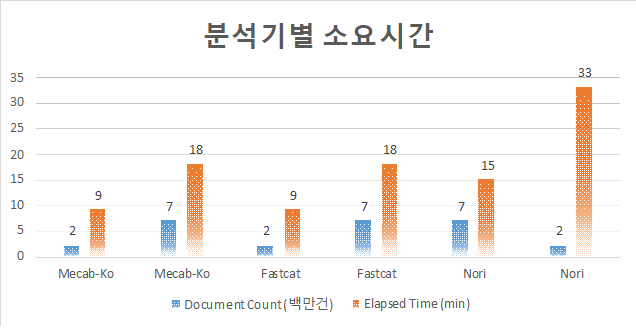 분석기별 소요시간
35
30
25
20
15
10
5
0
2 9 7 18 2 9 7 18 7 15 2 33
Mecab-Ko Mecab-Ko Fastcat Fastcat Nori Nori
Document Count (백만건) Elapsed Time (min)